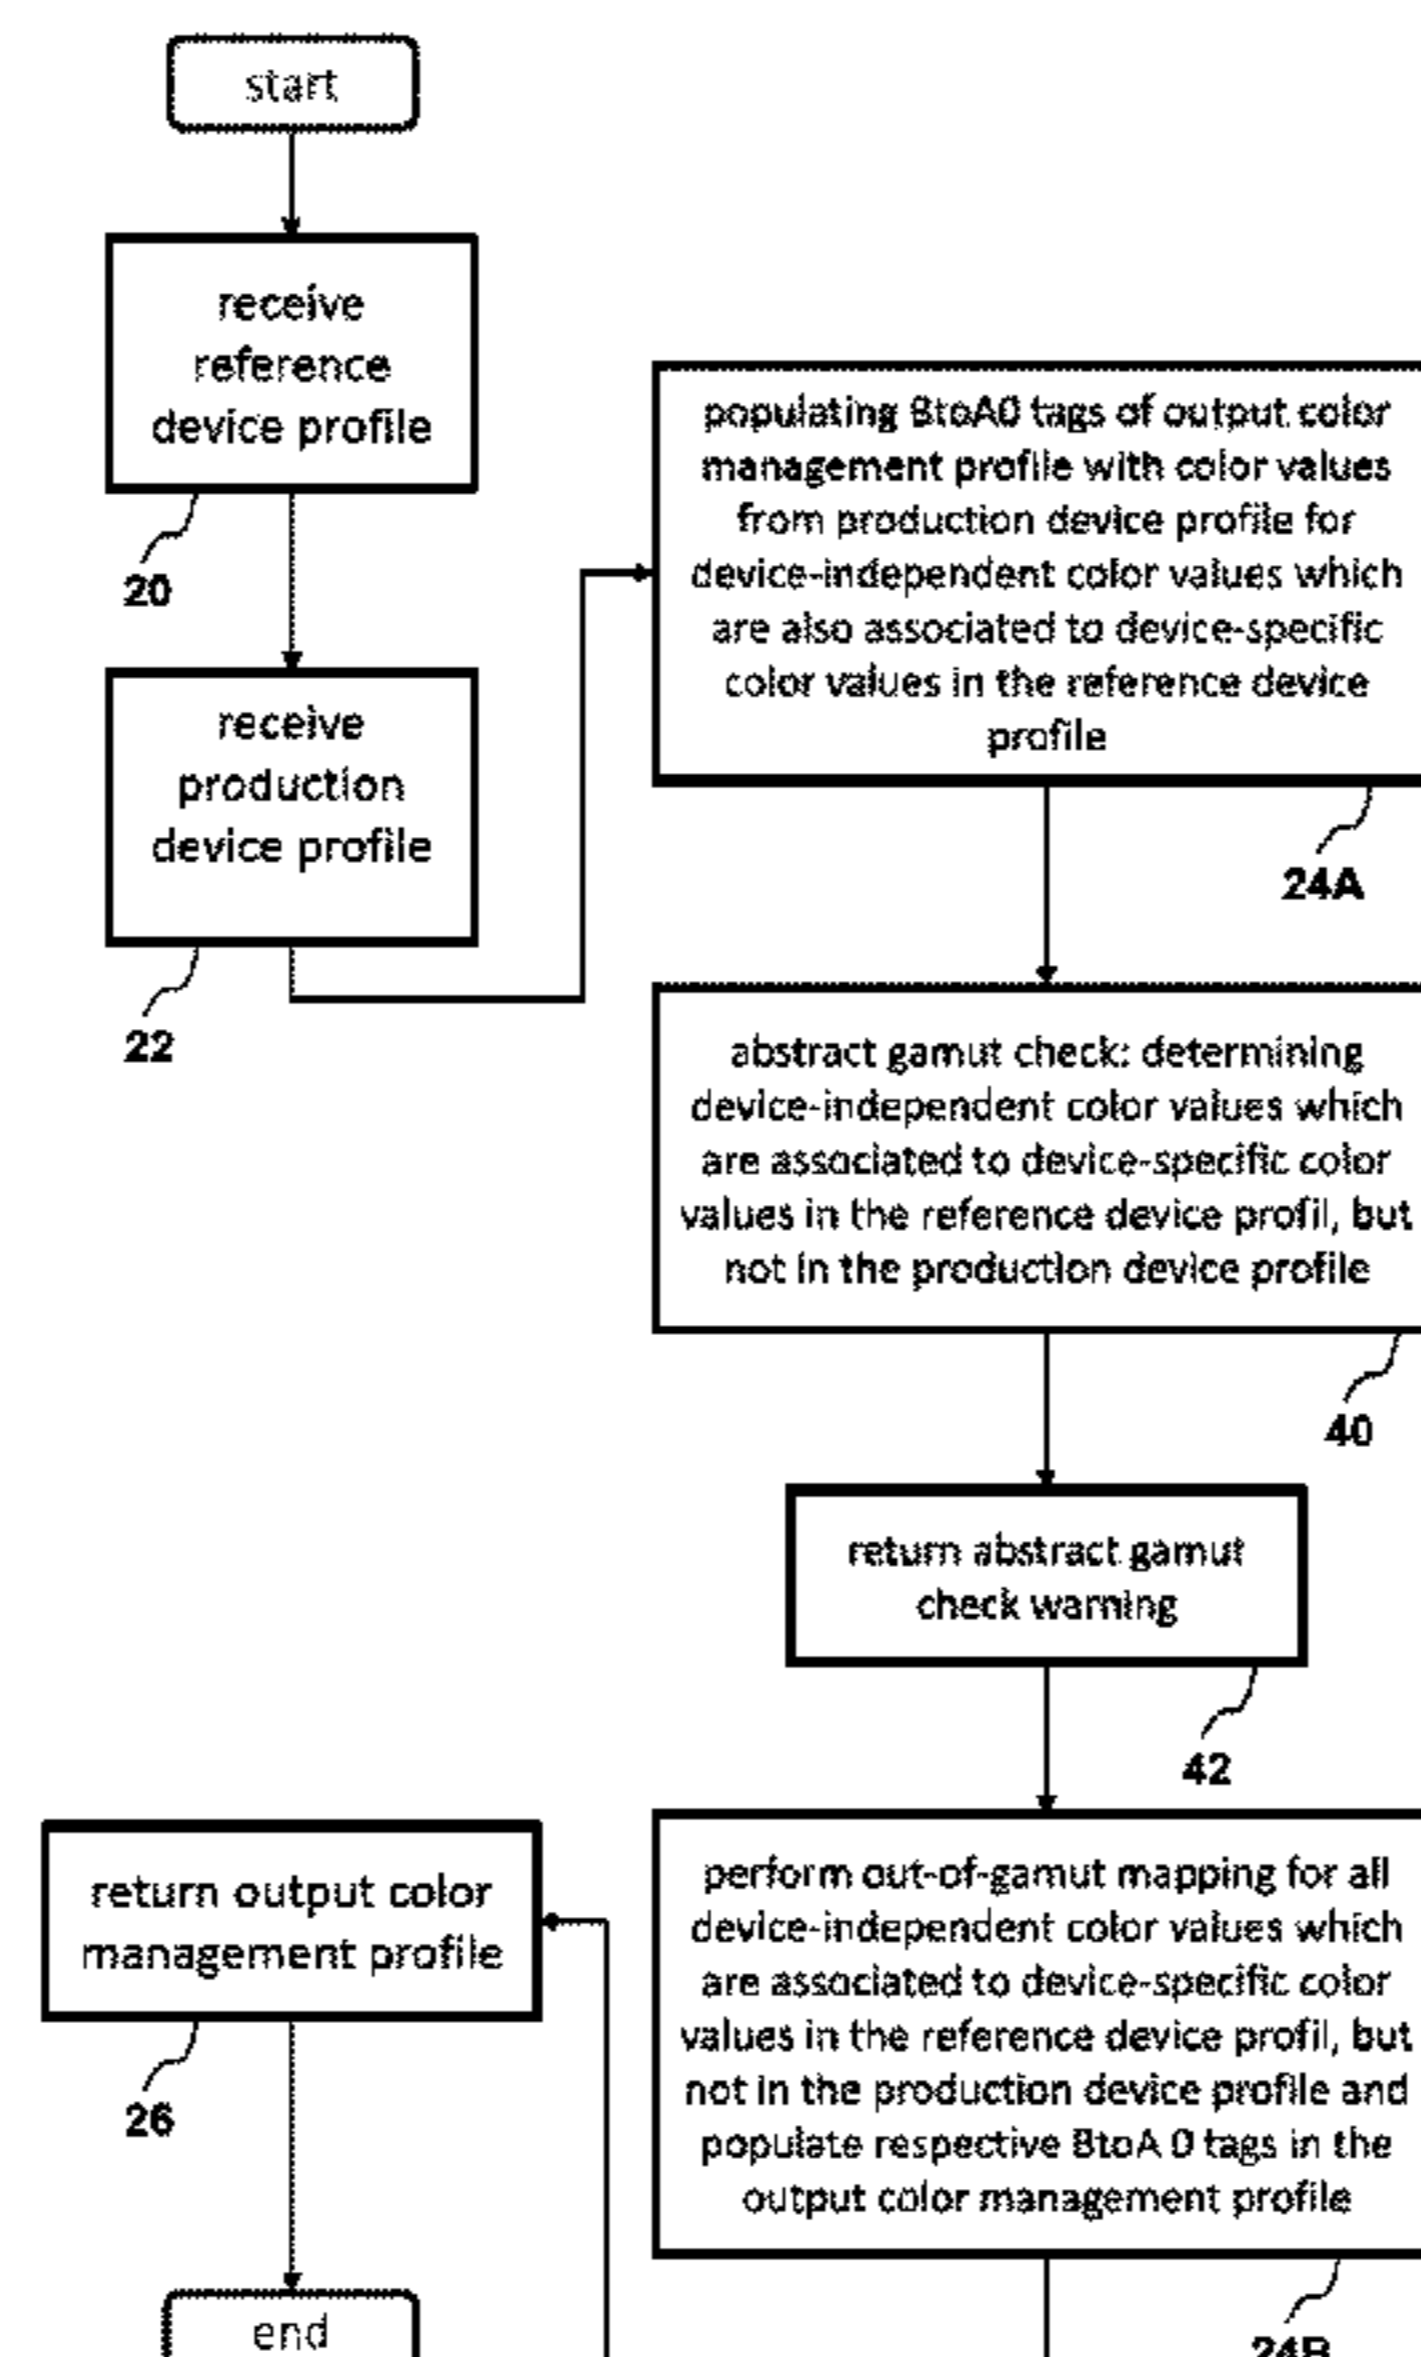 start
receive
reference
device profile
20
receive
production
device profile
22
populating BtoA0 tags of output color
management profile with color values
from production device profile for
device-independent color values which
are also associated to device-specific
color values in the reference device
profile
24A
abstract gamut check: determining
device-independent color values which
are associated to device-specific color
values in the reference device profil, but
not in the production device profile
40
return abstract gamut
check warning
42
perform out-of-gamut mapping for all
device-independent color values which
are associated to device-specific color
values in the reference device profil, but
not in the production device profile and
populate respective BtoA 0 tags in the
output color management profile
24B
return output color
management profile
26
end